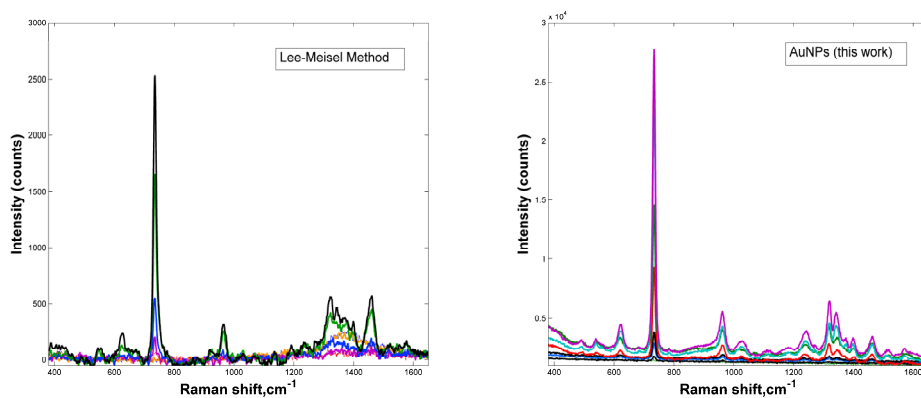 3000
2500
2000
1500
1000
500
0
Intensity (counts)
Lee-Meisel Method
400 600 800 1000 1200 1400 1600
Raman shift,cm-1
3 x 10^4
2.5
2
1.5
1
0.5
Intensity (counts)
AuNPs (this work)
400 600 800 1000 1200 1400 1600
Raman shift,cm-1